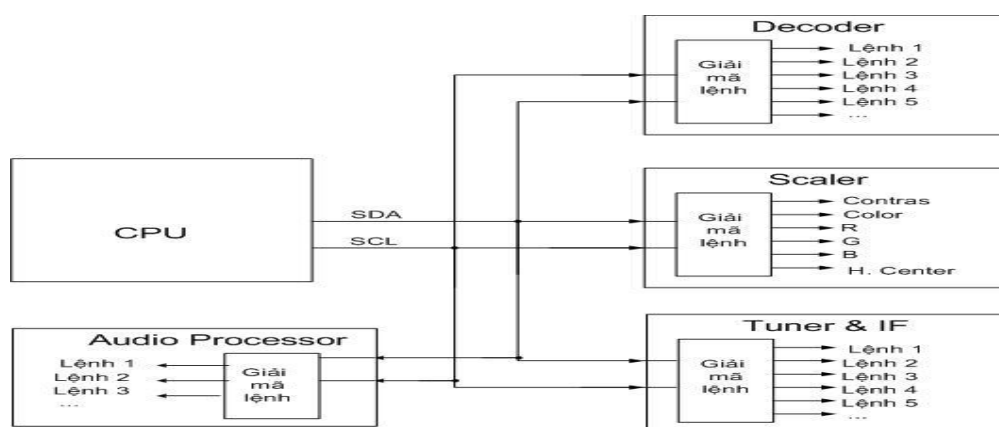 Decoder
Giải
mã
lệnh
Lệnh 1
Lệnh 2
Lệnh 3
Lệnh 4
Lệnh 5
...
CPU
SDA
SCL
Scaler
Giải
mã
lệnh
Contras
Color
R
G
B
H. Center
Audio Processor
Lệnh 1
Lệnh 2
Lệnh 3
...
Giải
mã
lệnh
Tuner & IF
Giải
mã
lệnh
Lệnh 1
Lệnh 2
Lệnh 3
Lệnh 4
Lệnh 5
...